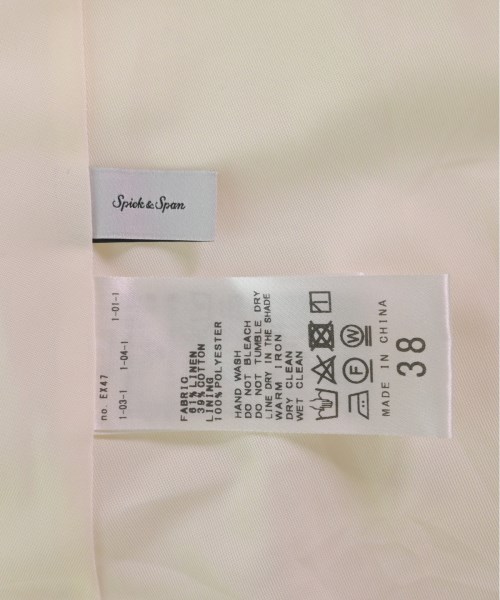 Spick & Span
no. EX47
1-03-1 1-04-1 1-01-1
FABRIC
61% LINEN
39% COTTON
LINING
100% POLYESTER
HAND WASH
DO NOT BLEACH
DO NOT TUMBLE DRY
LINE DRY IN THE SHADE
WARM IRON
DRY CLEAN
WET CLEAN
F W
MADE IN CHINA
38